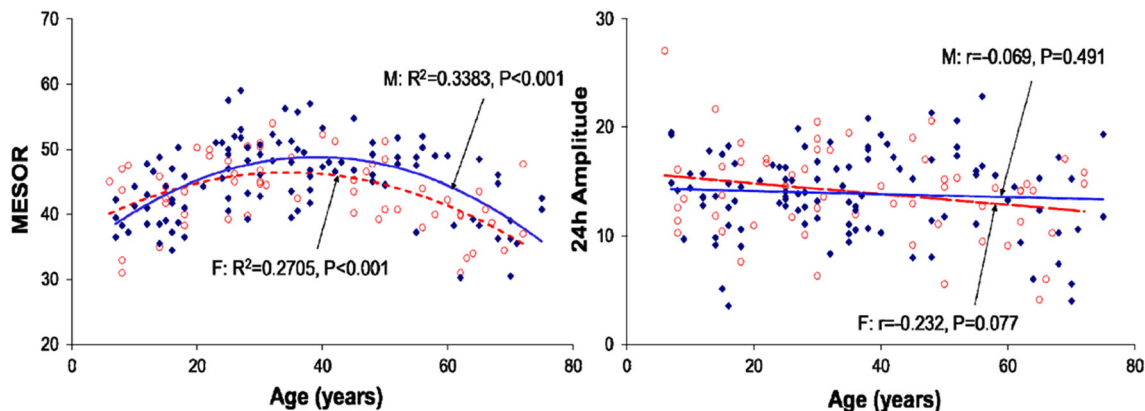 70
60
50
40
30
20
MESOR
M: R²=0.3383, P<0.001
F: R²=0.2705, P<0.001
0 20 40 60 80
Age (years)
30
20
10
0
24h Amplitude
M: r=-0.069, P=0.491
F: r=-0.232, P=0.077
0 20 40 60 80
Age (years)